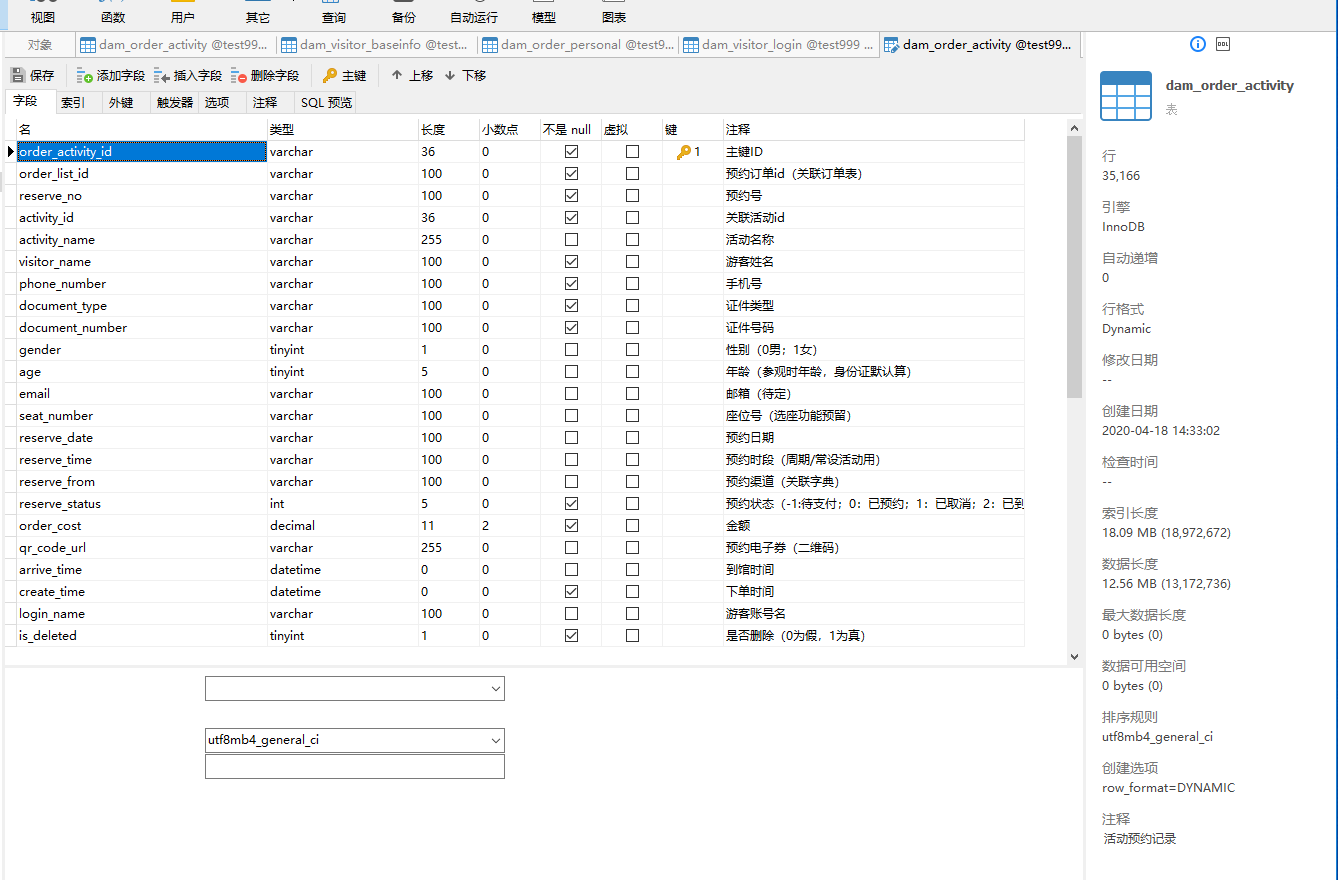 视图 函数 用户 其它 查询 备份 自动运行 模型 图表
对象 dam_order_activity @test99... dam_visitor_baseinfo @test... dam_order_personal @test9... dam_visitor_login @test999 ... dam_order_activity @test99...
保存 添加字段 插入字段 删除字段 主键 上移 下移
字段 索引 外键 触发器 选项 注释 SQL 预览
名 类型 长度 小数点 不是 null 虚拟 键 注释
order_activity_id varchar 36 0 1 主键ID
order_list_id varchar 100 0 预约订单id（关联订单表）
reserve_no varchar 100 0 预约号
activity_id varchar 36 0 关联活动id
activity_name varchar 255 0 活动名称
visitor_name varchar 100 0 游客姓名
phone_number varchar 100 0 手机号
document_type varchar 100 0 证件类型
document_number varchar 100 0 证件号码
gender tinyint 1 0 性别（0男；1女）
age tinyint 5 0 年龄（参观时年龄，身份证默认算）
email varchar 100 0 邮箱（待定）
seat_number varchar 100 0 座位号（选座功能预留）
reserve_date varchar 100 0 预约日期
reserve_time varchar 100 0 预约时段（周期/常设活动用）
reserve_from varchar 100 0 预约渠道（关联字典）
reserve_status int 5 0 预约状态（-1:待支付；0：已预约；1：已取消；2：已到
order_cost decimal 11 2 金额
qr_code_url varchar 255 0 预约电子券（二维码）
arrive_time datetime 0 0 到馆时间
create_time datetime 0 0 下单时间
login_name varchar 100 0 游客账号名
is_deleted tinyint 1 0 是否删除（0为假，1为真）
utf8mb4_general_ci
DDL
dam_order_activity
表
行
35,166
引擎
InnoDB
自动递增
0
行格式
Dynamic
修改日期
--
创建日期
2020-04-18 14:33:02
检查时间
--
索引长度
18.09 MB (18,972,672)
数据长度
12.56 MB (13,172,736)
最大数据长度
0 bytes (0)
数据可用空间
0 bytes (0)
排序规则
utf8mb4_general_ci
创建选项
row_format=DYNAMIC
注释
活动预约记录